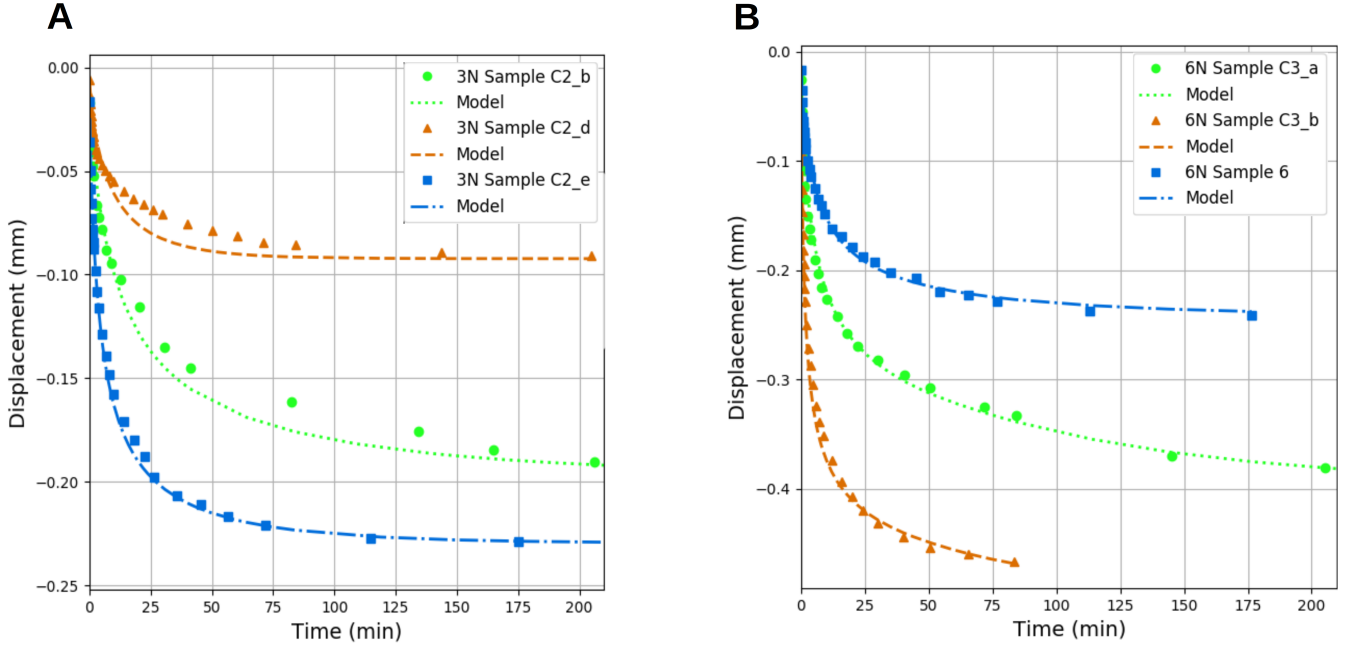 A
0.00
−0.05
−0.10
−0.15
−0.20
−0.25
Displacement (mm)
3N Sample C2_b
Model
3N Sample C2_d
Model
3N Sample C2_e
Model
0 25 50 75 100 125 150 175 200
Time (min)
B
0.0
−0.1
−0.2
−0.3
−0.4
Displacement (mm)
6N Sample C3_a
Model
6N Sample C3_b
Model
6N Sample 6
Model
0 25 50 75 100 125 150 175 200
Time (min)